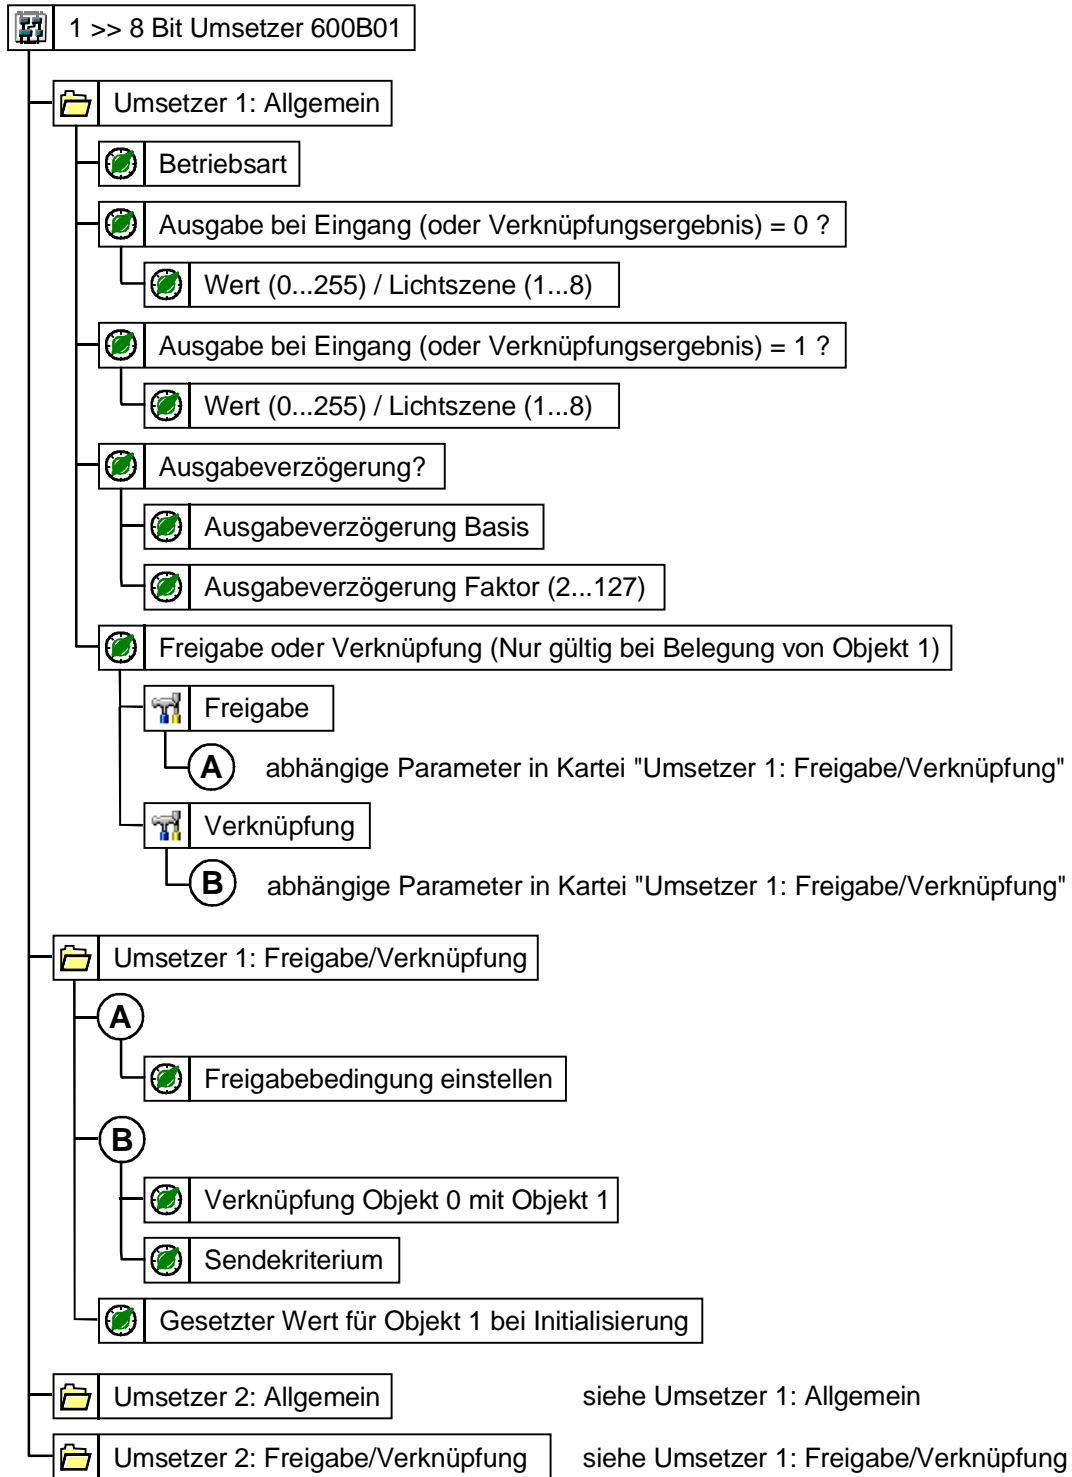 1 >> 8 Bit Umsetzer 600B01
Umsetzer 1: Allgemein
Betriebsart
Ausgabe bei Eingang (oder Verknüpfungsergebnis) = 0 ?
Wert (0...255) / Lichtszene (1...8)
Ausgabe bei Eingang (oder Verknüpfungsergebnis) = 1 ?
Wert (0...255) / Lichtszene (1...8)
Ausgabeverzögerung?
Ausgabeverzögerung Basis
Ausgabeverzögerung Faktor (2...127)
Freigabe oder Verknüpfung (Nur gültig bei Belegung von Objekt 1)
Freigabe
A abhängige Parameter in Kartei "Umsetzer 1: Freigabe/Verknüpfung"
Verknüpfung
B abhängige Parameter in Kartei "Umsetzer 1: Freigabe/Verknüpfung"
Umsetzer 1: Freigabe/Verknüpfung
A
Freigabebedingung einstellen
B
Verknüpfung Objekt 0 mit Objekt 1
Sendekriterium
Gesetzter Wert für Objekt 1 bei Initialisierung
Umsetzer 2: Allgemein siehe Umsetzer 1: Allgemein
Umsetzer 2: Freigabe/Verknüpfung siehe Umsetzer 1: Freigabe/Verknüpfung